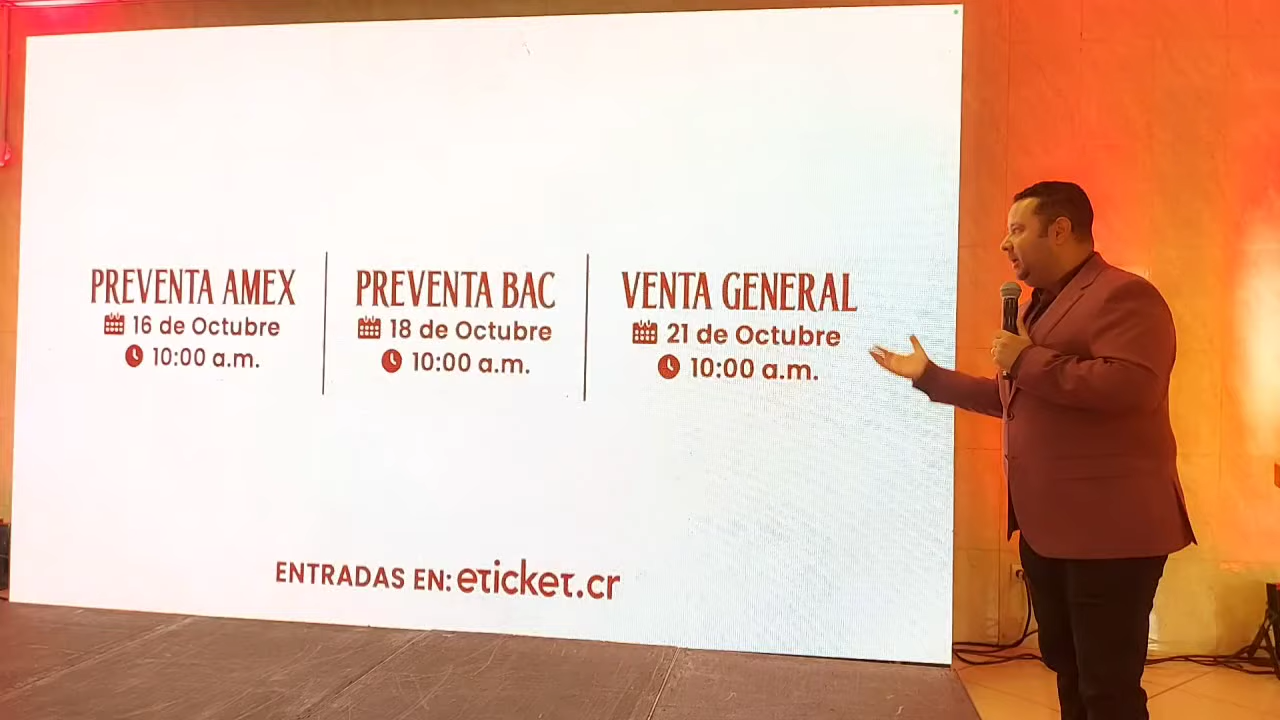 PREVENTA AMEX
16 de Octubre
10:00 a.m.
PREVENTA BAC
18 de Octubre
10:00 a.m.
VENTA GENERAL
21 de Octubre
10:00 a.m.
ENTRADAS EN: eticket.cr